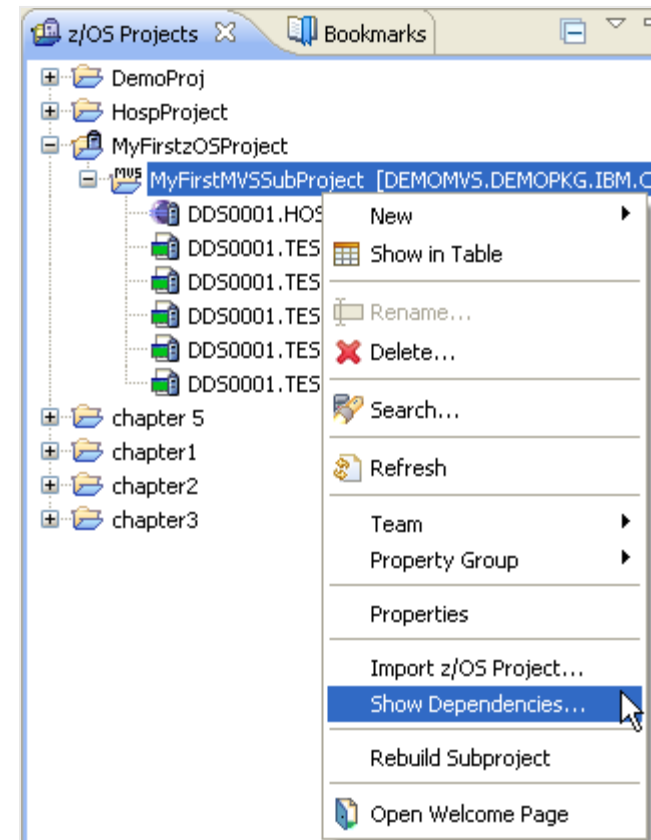 z/OS Projects Bookmarks
DemoProj
HospProject
MyFirstzOSProject
MVS MyFirstMVSSubProject [DEMOMVS.DEMOPKG.IBM.C
DDS0001.HOS
DDS0001.TES
DDS0001.TES
DDS0001.TES
DDS0001.TES
DDS0001.TES
chapter 5
chapter1
chapter2
chapter3
New
Show in Table
Rename...
Delete...
Search...
Refresh
Team
Property Group
Properties
Import z/OS Project...
Show Dependencies...
Rebuild Subproject
Open Welcome Page